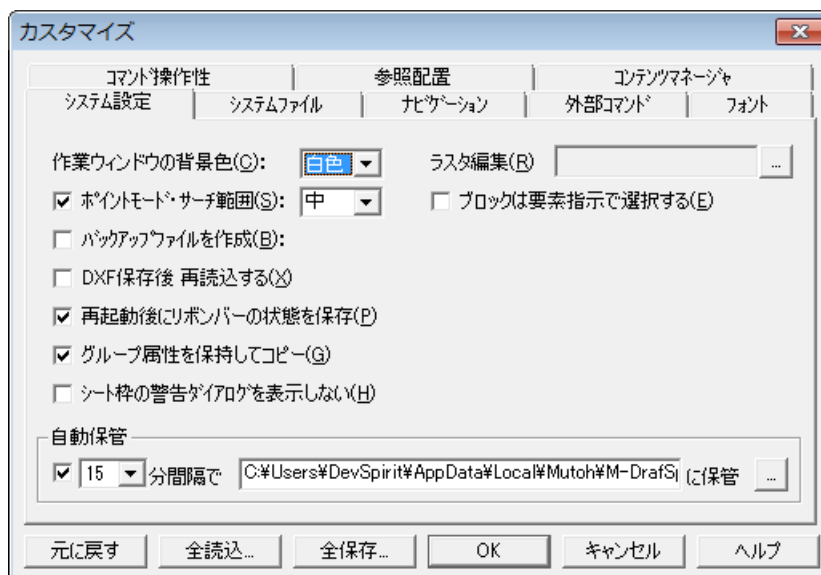 カスタマイズ
コマンド操作性 参照配置 コンテンツマネージャ
システム設定 システムファイル ナビゲーション 外部コマンド フォント
作業ウィンドウの背景色(C): 白色 ラスタ編集(R) ...
ポイントモード・サーチ範囲(S): 中 ブロックは要素指示で選択する(E)
バックアップファイルを作成(B):
DXF保存後 再読込する(X)
再起動後にリボンバーの状態を保存(P)
グループ属性を保持してコピー(G)
シート枠の警告ダイアログを表示しない(H)
自動保管
15 分間隔で C:¥Users¥DevSpirit¥AppData¥Local¥Mutoh¥M-DrafSp に保管 ...
元に戻す 全読込... 全保存... OK キャンセル ヘルプ